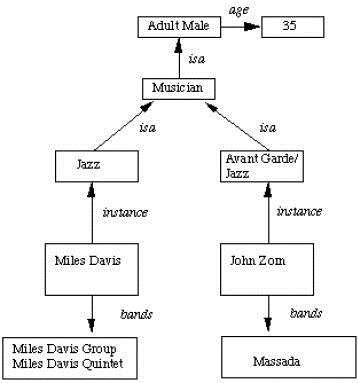 age
Adult Male
35
isa
Musician
isa
isa
Jazz
Avant Garde/
Jazz
instance
instance
Miles Davis
John Zorn
bands
bands
Miles Davis Group
Miles Davis Quintet
Massada